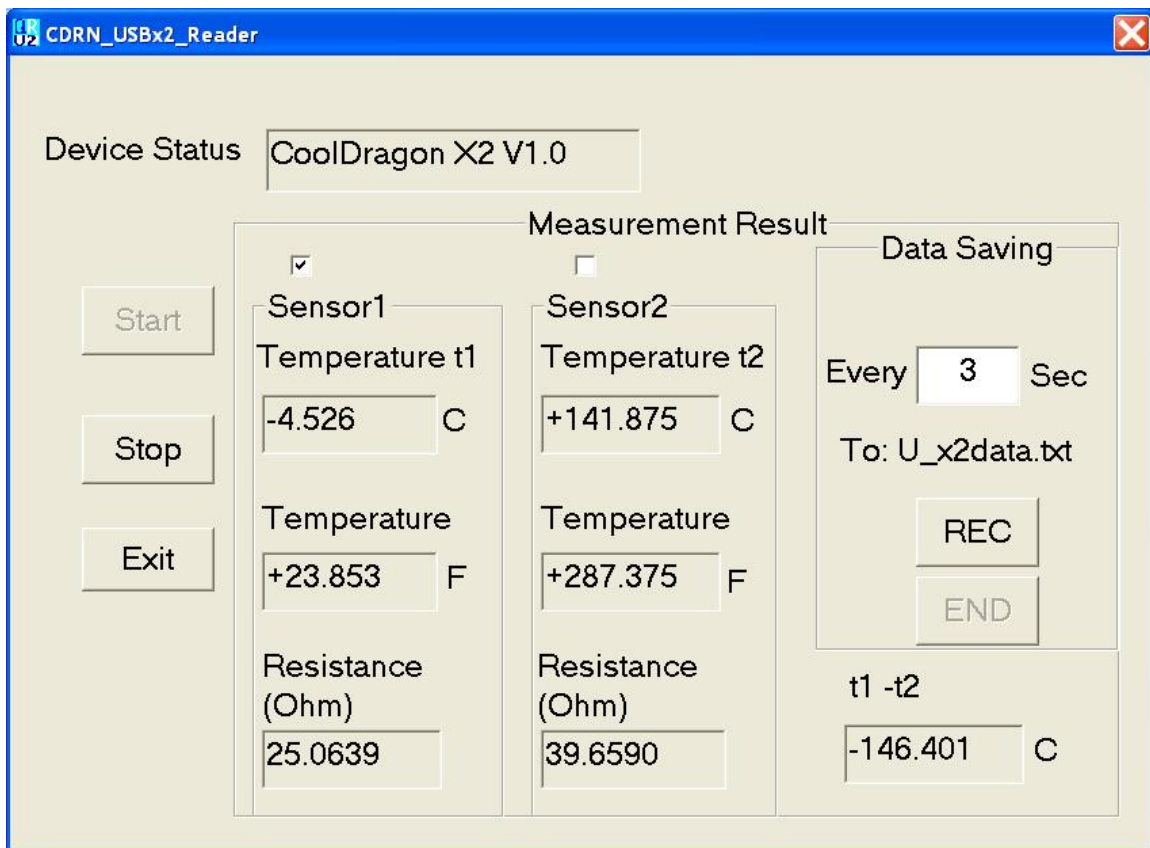 CDRN_USBx2_Reader
Device Status CoolDragon X2 V1.0
Measurement Result
Data Saving
Start
Stop
Exit
Sensor1
Temperature t1
-4.526 C
Temperature
+23.853 F
Resistance
(Ohm)
25.0639
Sensor2
Temperature t2
+141.875 C
Temperature
+287.375 F
Resistance
(Ohm)
39.6590
Every 3 Sec
To: U_x2data.txt
REC
END
t1 -t2
-146.401 C